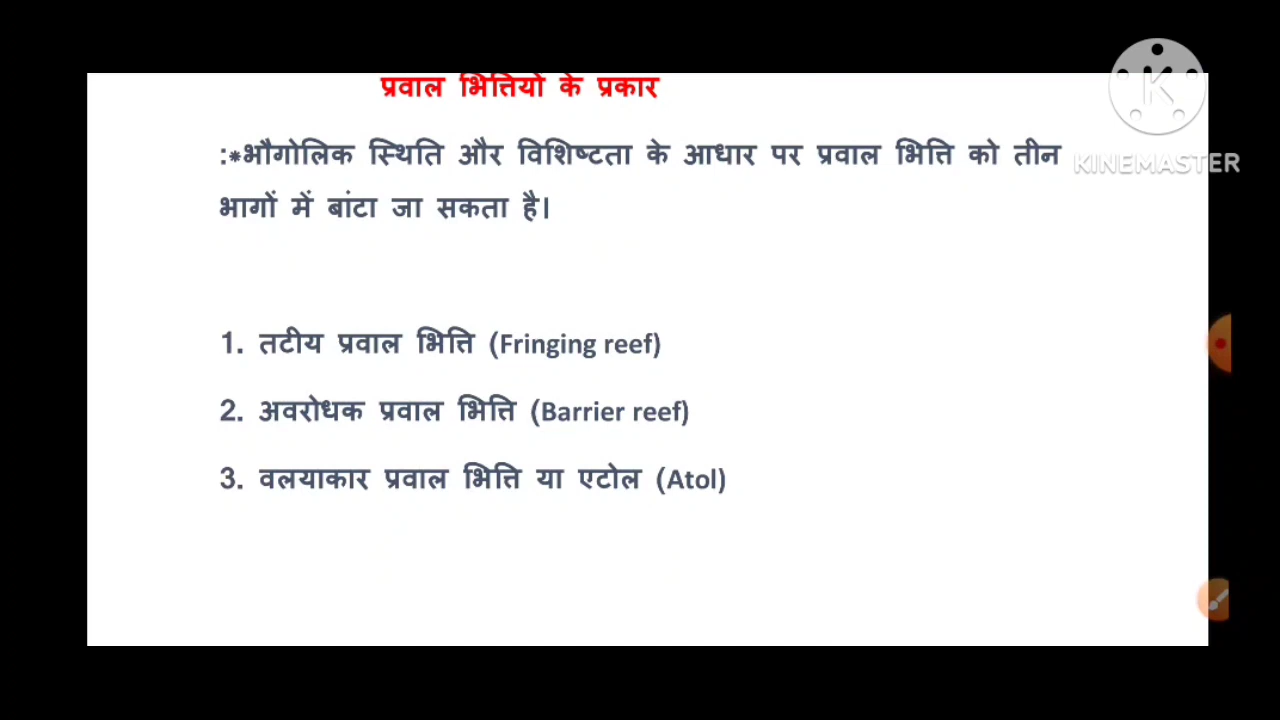 प्रवाल भित्तियो के प्रकार
:*भौगोलिक स्थिति और विशिष्टता के आधार पर प्रवाल भित्ति को तीन
भागों में बांटा जा सकता है।
1. तटीय प्रवाल भित्ति (Fringing reef)
2. अवरोधक प्रवाल भित्ति (Barrier reef)
3. वलयाकार प्रवाल भित्ति या एटोल (Atol)
K
KINEMASTER